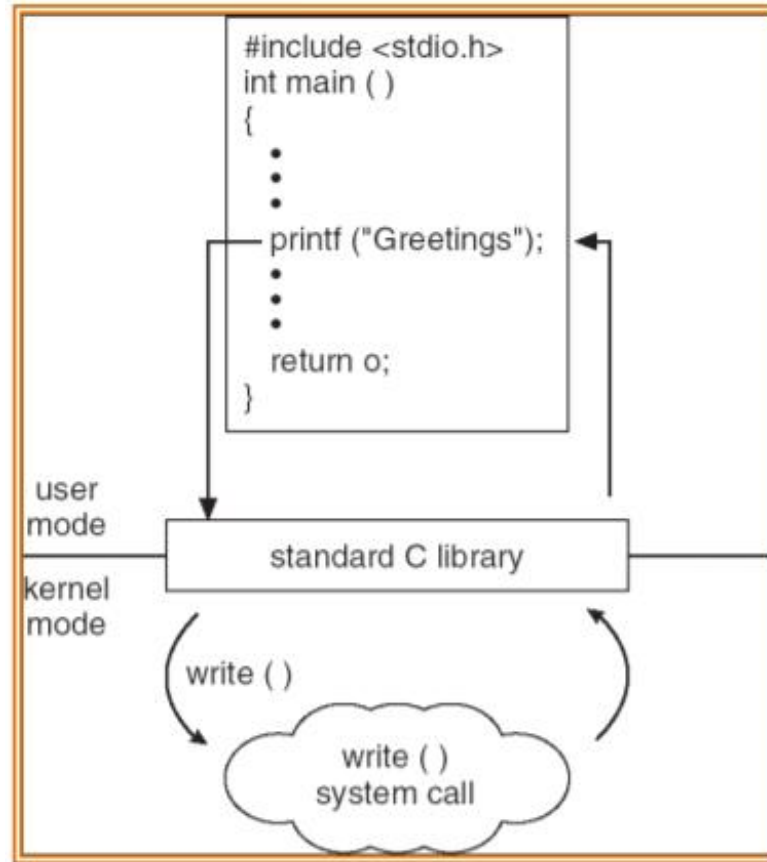 #include <stdio.h>
int main ( )
{
•
•
•
printf ("Greetings");
•
•
•
return o;
}
user
mode
standard C library
kernel
mode
write ( )
write ( )
system call